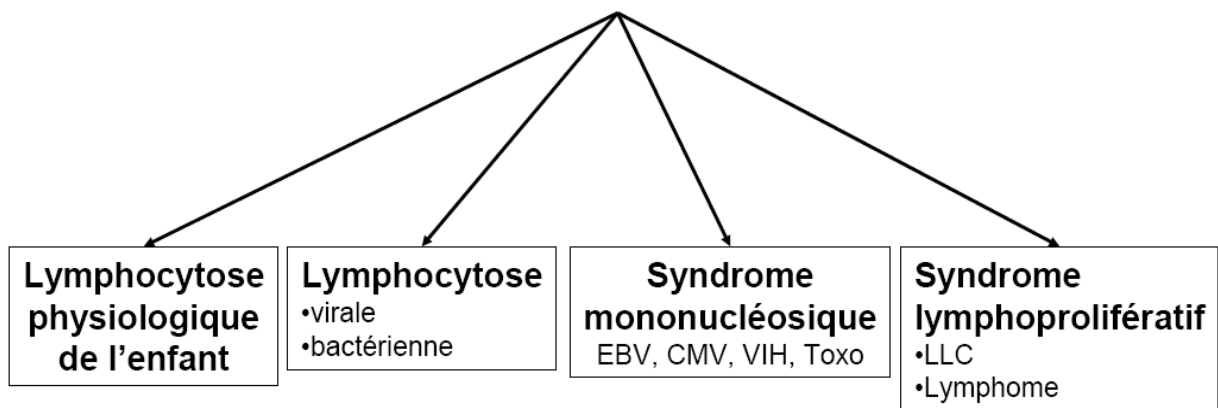 Lymphocytose
physiologique
de l'enfant
Lymphocytose
•virale
•bactérienne
Syndrome
mononucléosique
EBV, CMV, VIH, Toxo
Syndrome
lymphoprolifératif
•LLC
•Lymphome